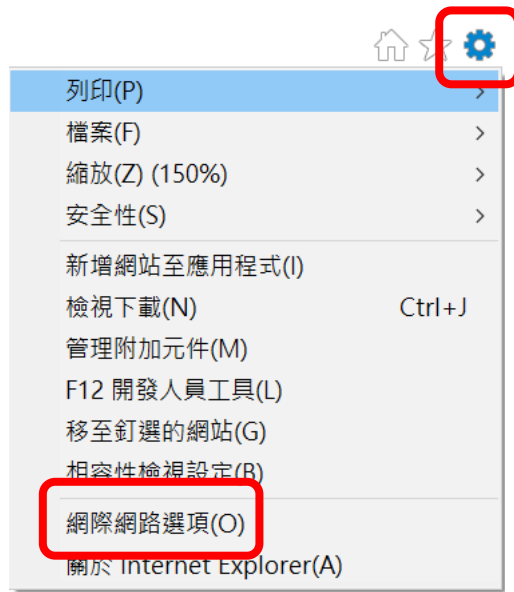 列印(P)
檔案(F)
縮放(Z) (150%)
安全性(S)
新增網站至應用程式(I)
檢視下載(N) Ctrl+J
管理附加元件(M)
F12 開發人員工具(L)
移至釘選的網站(G)
相容性檢視設定(B)
網際網路選項(O)
關於 Internet Explorer(A)